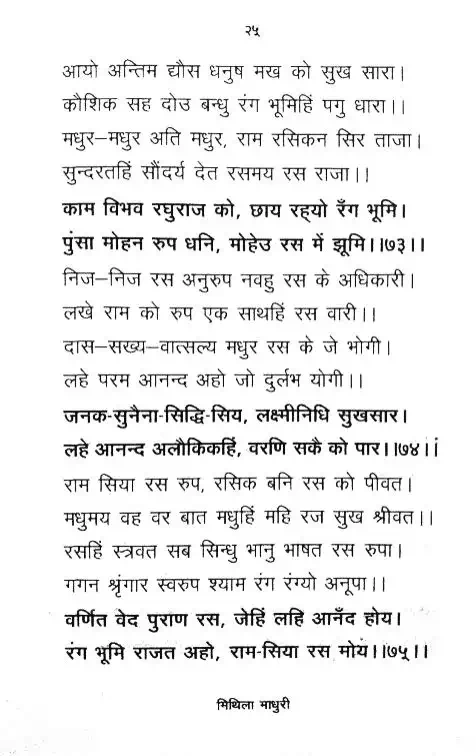 २५
आयो अन्तिम द्यौस धनुष मख को सुख सारा।
कौशिक सह दोउ बन्धु रंग भूमिहिं पगु धारा।।
मधुर–मधुर अति मधुर, राम रसिकन सिर ताजा।
सुन्दरतहिं सौंदर्य देत रसमय रस राजा।।
काम विभव रघुराज को, छाय रह्यो रँग भूमि।
पुंसा मोहन रुप धनि, मोहेउ रस में झूमि।।७३।।
निज–निज रस अनुरुप नवहु रस के अधिकारी।
लखे राम को रुप एक साथहिं रस वारी।।
दास–सख्य–वात्सल्य मधुर रस के जे भोगी।
लहे परम आनन्द अहो जो दुर्लभ योगी।।
जनक-सुनैना-सिद्धि-सिय, लक्ष्मीनिधि सुखसार।
लहे आनन्द अलौकिकहिं, वरणि सकै को पार।।७४।।
राम सिया रस रुप, रसिक बनि रस को पीवत।
मधुमय वह वर बात मधुहिं महि रज सुख श्रीवत।।
रसहिं स्त्रवत सब सिन्धु भानु भाषत रस रुपा।
गगन श्रृंगार स्वरुप श्याम रंग रंग्यो अनूपा।।
वर्णित वेद पुराण रस, जेहिं लहि आनँद होय।
रंग भूमि राजत अहो, राम-सिया रस मोय।।७५।।
मिथिला माधुरी